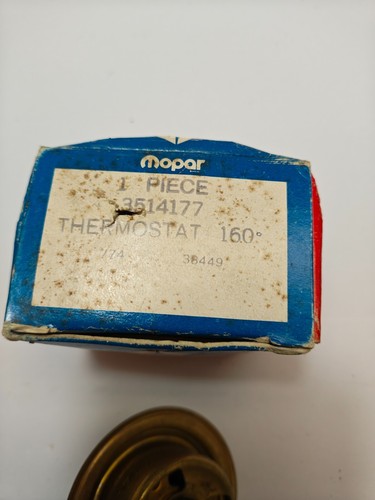 mopar
1 PIECE
3514177
THERMOSTAT 160°
774 38449